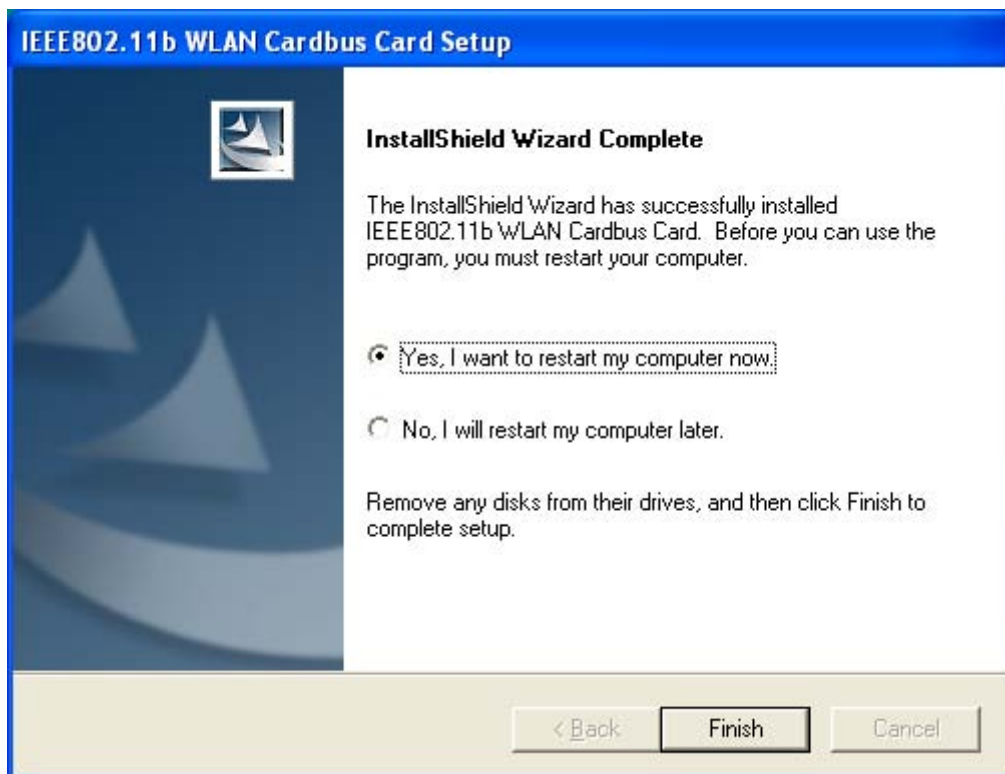 IEEE802.11b WLAN Cardbus Card Setup
InstallShield Wizard Complete
The InstallShield Wizard has successfully installed
IEEE802.11b WLAN Cardbus Card.  Before you can use the
program, you must restart your computer.
Yes, I want to restart my computer now.
No, I will restart my computer later.
Remove any disks from their drives, and then click Finish to
complete setup.
< Back
Finish
Cancel